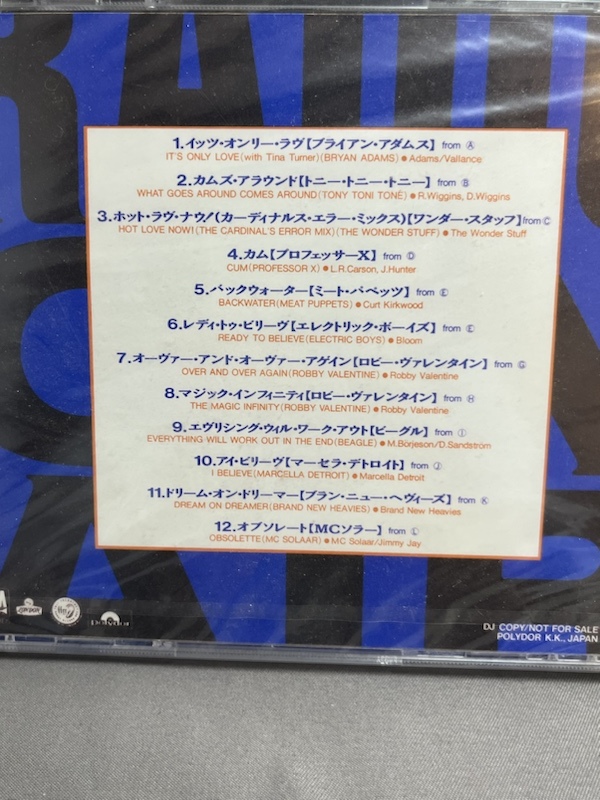 1.イッツ・オンリー・ラヴ【ブライアン・アダムス】from Ⓐ
IT'S ONLY LOVE(with Tina Turner)(BRYAN ADAMS)●Adams/Vallance
2.カムズ・アラウンド【トニー・トニー・トニー】from Ⓑ
WHAT GOES AROUND COMES AROUND(TONY TONI TONE)●R.Wiggins, D.Wiggins
3.ホット・ラヴ・ナウ!(カーディナルス・エラー・ミックス)【ワンダー・スタッフ】from Ⓒ
HOT LOVE NOW!(THE CARDINAL'S ERROR MIX)(THE WONDER STUFF)●The Wonder Stuff
4.カム【プロフェッサーX】from Ⓓ
CUM(PROFESSOR X)●L.R.Carson, J.Hunter
5.バックウォーター【ミート・パペッツ】from Ⓔ
BACKWATER(MEAT PUPPETS)●Curt Kirkwood
6.レディ・トゥ・ビリーヴ【エレクトリック・ボーイズ】from Ⓔ
READY TO BELIEVE(ELECTRIC BOYS)●Bloom
7.オーヴァー・アンド・オーヴァー・アゲイン【ロビー・ヴァレンタイン】from Ⓖ
OVER AND OVER AGAIN(ROBBY VALENTINE)●Robby Valentine
8.マジック・インフィニティ【ロビー・ヴァレンタイン】from Ⓗ
THE MAGIC INFINITY(ROBBY VALENTINE)●Robby Valentine
9.エヴリシング・ウィル・ワーク・アウト【ビーグル】from Ⓘ
EVERYTHING WILL WORK OUT IN THE END(BEAGLE)●M.Borjeson/D.Sandstrom
10.アイ・ビリーヴ【マーセラ・デトロイト】from Ⓙ
I BELIEVE(MARCELLA DETROIT)●Marcella Detroit
11.ドリーム・オン・ドリーマー【ブラン・ニュー・ヘヴィーズ】from Ⓚ
DREAM ON DREAMER(BRAND NEW HEAVIES)●Brand New Heavies
12.オブソレート【MCソラー】from Ⓛ
OBSOLETTE(MC SOLAAR)●MC Solaar/Jimmy Jay
LONDON
polydor
DJ COPY/NOT FOR SALE
POLYDOR K.K., JAPAN